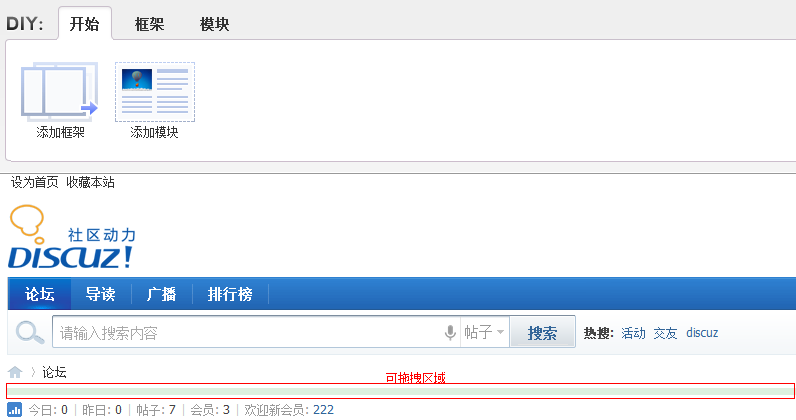 DIY: 开始 框架 模块
添加框架 添加模块
设为首页 收藏本站
社区动力
DISCUZ!
论坛 导读 广播 排行榜
请输入搜索内容 帖子 搜索 热搜: 活动 交友 discuz
论坛
可拖拽区域
今日: 0 | 昨日: 0 | 帖子: 7 | 会员: 3 | 欢迎新会员: 222